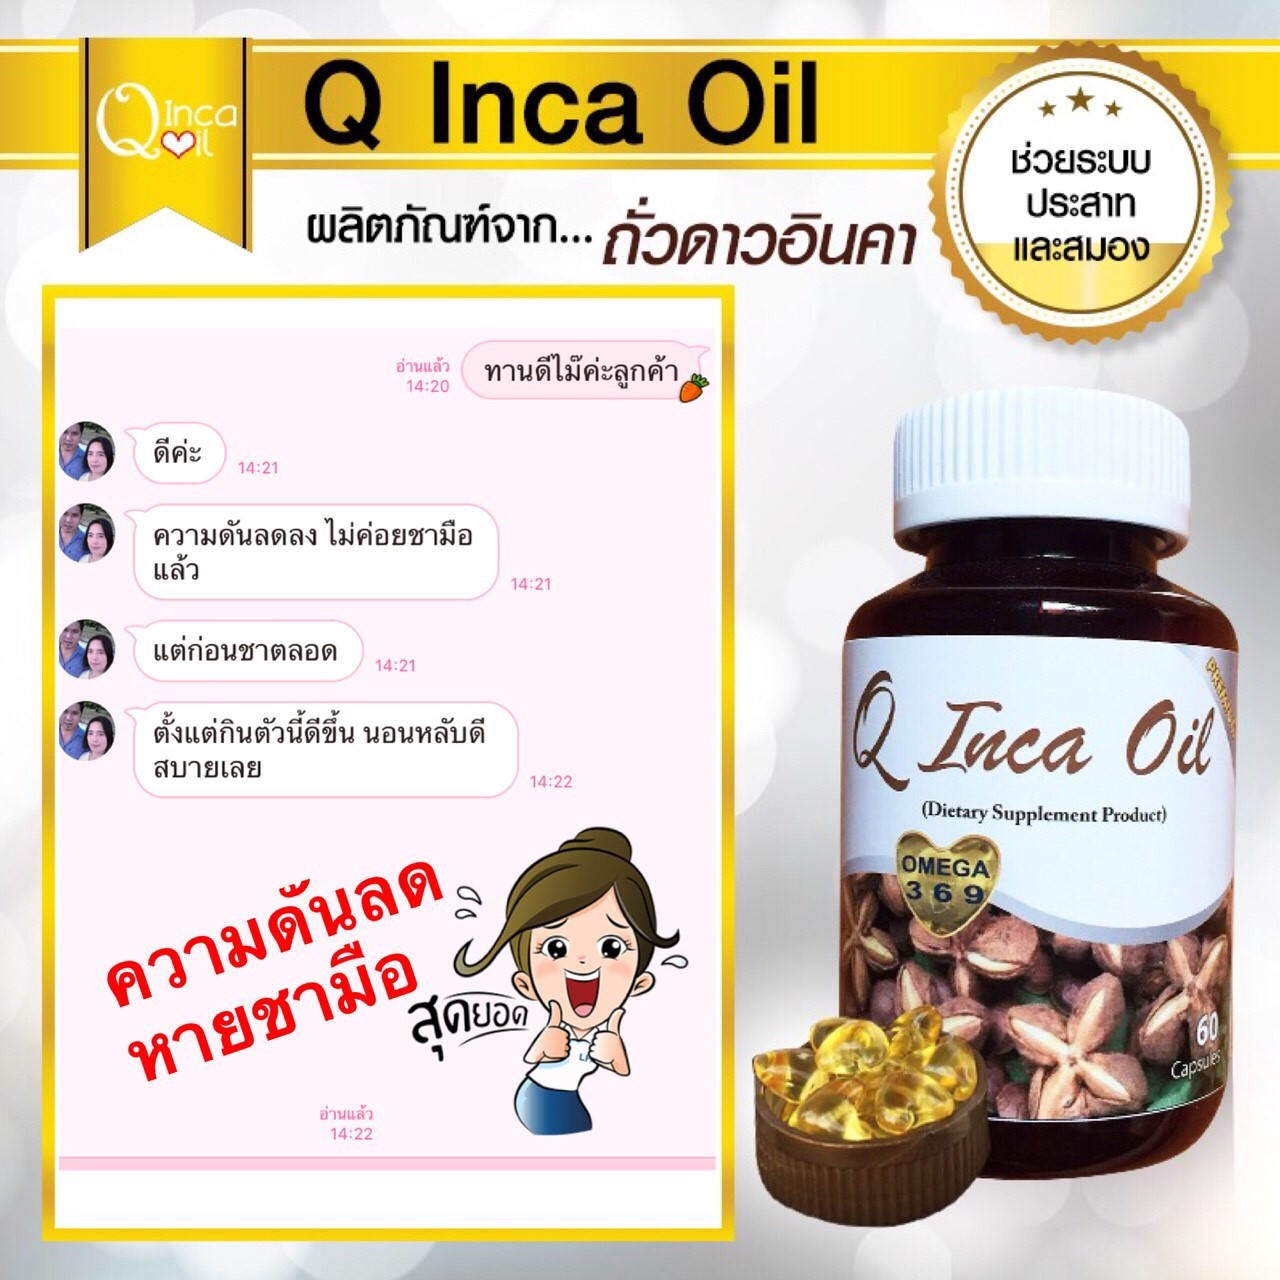 Q Inca Oil
Q Inca Oil
ช่วยระบบ
ประสาท
และสมอง
ผลิตภัณฑ์จาก... ถั่วดาวอินคา
ทานดีไม๊ค่ะลูกค้า
อ่านแล้ว
14:20
ดีค่ะ
14:21
ความดันลดลง ไม่ค่อยชามือ
แล้ว
14:21
แต่ก่อนชาตลอด
14:21
ตั้งแต่กินตัวนี้ดีขึ้น นอนหลับดี
สบายเลย
14:22
ความดันลด
หายชามือ
สุดยอด
อ่านแล้ว
14:22
PREMIUM
Q Inca Oil
(Dietary Supplement Product)
OMEGA
3 6 9
60
Capsules